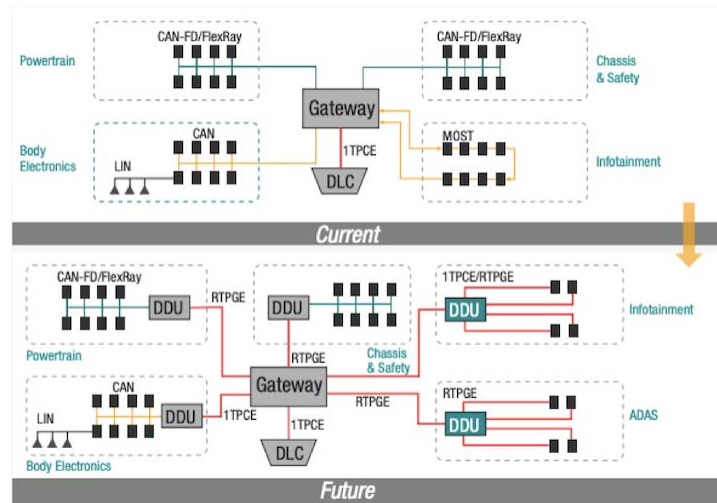 CAN-FD/FlexRay
CAN-FD/FlexRay
Powertrain
Chassis
& Safety
Gateway
Body
Electronics
CAN
LIN
1TPCE
DLC
MOST
Infotainment
Current
CAN-FD/FlexRay
DDU
RTPGE
Powertrain
DDU
RTPGE
Chassis
& Safety
1TPCE/RTPGE
DDU
Infotainment
Gateway
CAN
LIN
DDU
1TPCE
Body Electronics
1TPCE
DLC
RTPGE
RTPGE
DDU
ADAS
Future